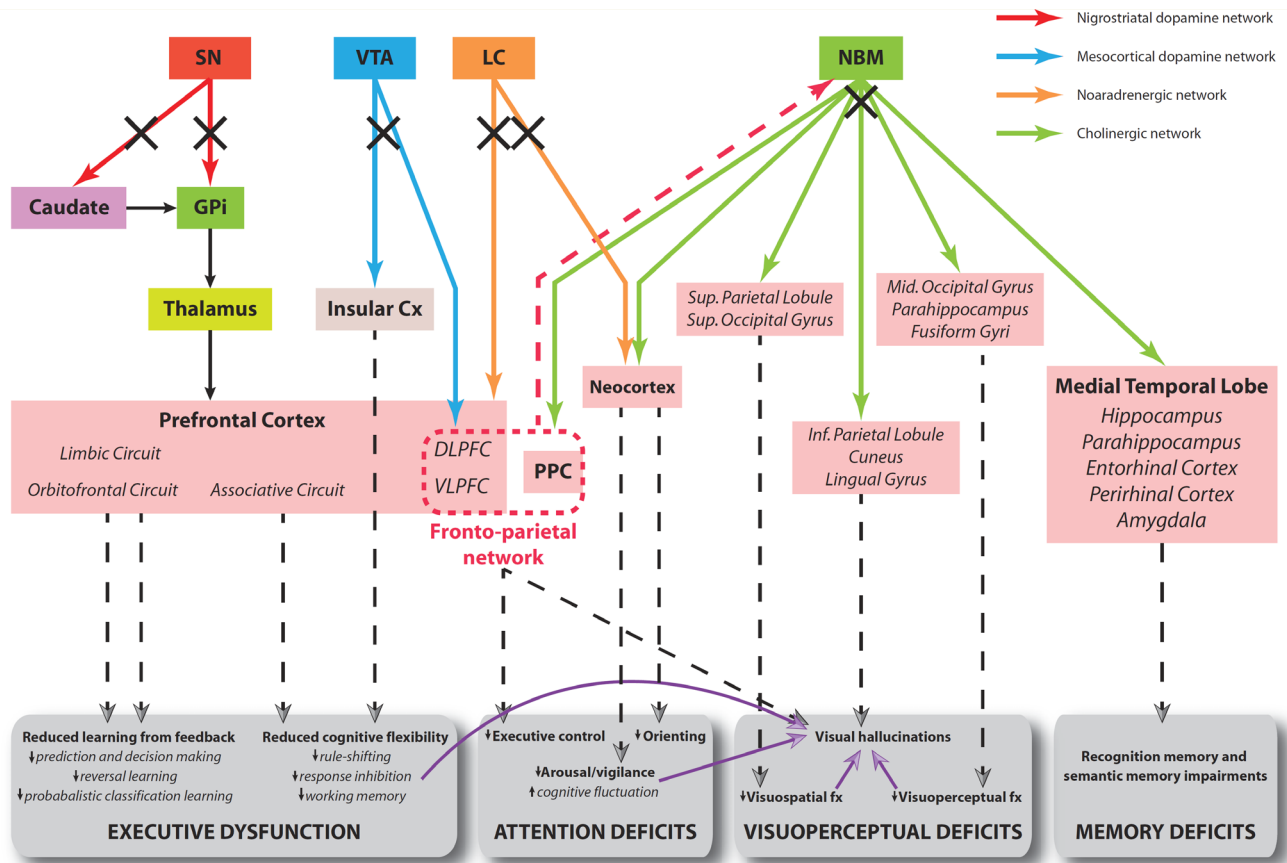 SN
VTA
LC
NBM
Nigrostriatal dopamine network
Mesocortical dopamine network
Noaradrenergic network
Cholinergic network
Caudate
GPi
Thalamus
Insular Cx
Sup. Parietal Lobule
Sup. Occipital Gyrus
Mid. Occipital Gyrus
Parahippocampus
Fusiform Gyri
Neocortex
Prefrontal Cortex
Limbic Circuit
Orbitofrontal Circuit
Associative Circuit
DLPFC
VLPFC
PPC
Fronto-parietal
network
Inf. Parietal Lobule
Cuneus
Lingual Gyrus
Medial Temporal Lobe
Hippocampus
Parahippocampus
Entorhinal Cortex
Perirhinal Cortex
Amygdala
Reduced learning from feedback
↓prediction and decision making
↓reversal learning
↓probabalistic classification learning
Reduced cognitive flexibility
↓rule-shifting
↓response inhibition
↓working memory
EXECUTIVE DYSFUNCTION
↓Executive control
↓Orienting
↓Arousal/vigilance
↑cognitive fluctuation
ATTENTION DEFICITS
Visual hallucinations
↓Visuospatial fx
↓Visuoperceptual fx
VISUOPERCEPTUAL DEFICITS
Recognition memory and
semantic memory impairments
MEMORY DEFICITS